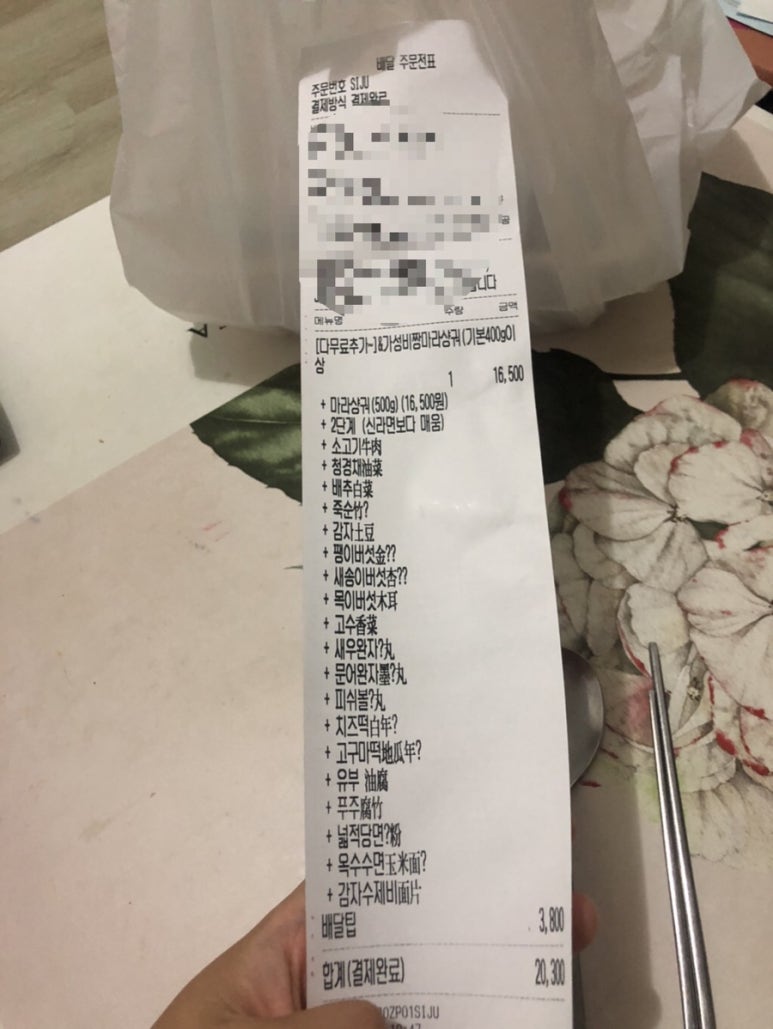 배달 주문전표
주문번호 SIJU
결제방식 결제완료
니다
메뉴명 수량 금액
[다무료추가~]&가성비짱마라샹궈(기본400g이
상
1 16,500
+ 마라샹궈(500g)(16,500원)
+ 2단계 (신라면보다 매움)
+ 소고기牛肉
+ 청경채油菜
+ 배추白菜
+ 죽순竹?
+ 감자土豆
+ 팽이버섯金??
+ 새송이버섯杏??
+ 목이버섯木耳
+ 고수香菜
+ 새우완자?丸
+ 문어완자墨?丸
+ 피쉬볼?丸
+ 치즈떡白年?
+ 고구마떡地瓜年?
+ 유부 油腐
+ 푸주腐竹
+ 넓적당면?粉
+ 옥수수면玉米面?
+ 감자수제비面片
배달팁 3,800
합계(결제완료) 20,300
0ZP01SIJU